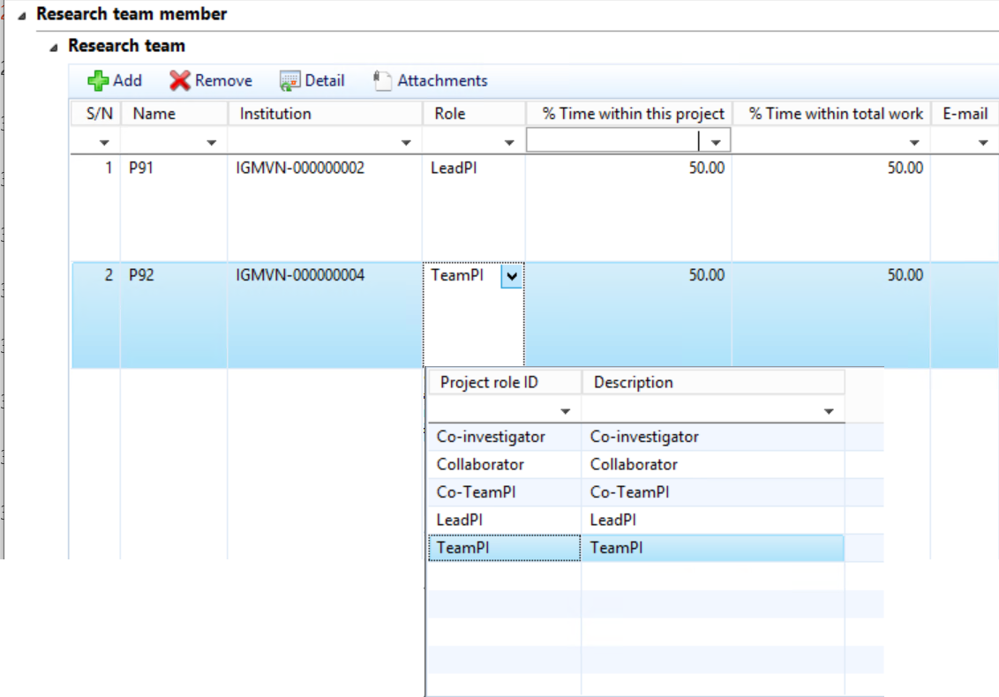 Research team member
Research team
Add Remove Detail Attachments
S/N Name Institution Role % Time within this project % Time within total work E-mail
1 P91 IGMVN-000000002 LeadPI 50.00 50.00
2 P92 IGMVN-000000004 TeamPI 50.00 50.00
Project role ID Description
Co-investigator Co-investigator
Collaborator Collaborator
Co-TeamPI Co-TeamPI
LeadPI LeadPI
TeamPI TeamPI